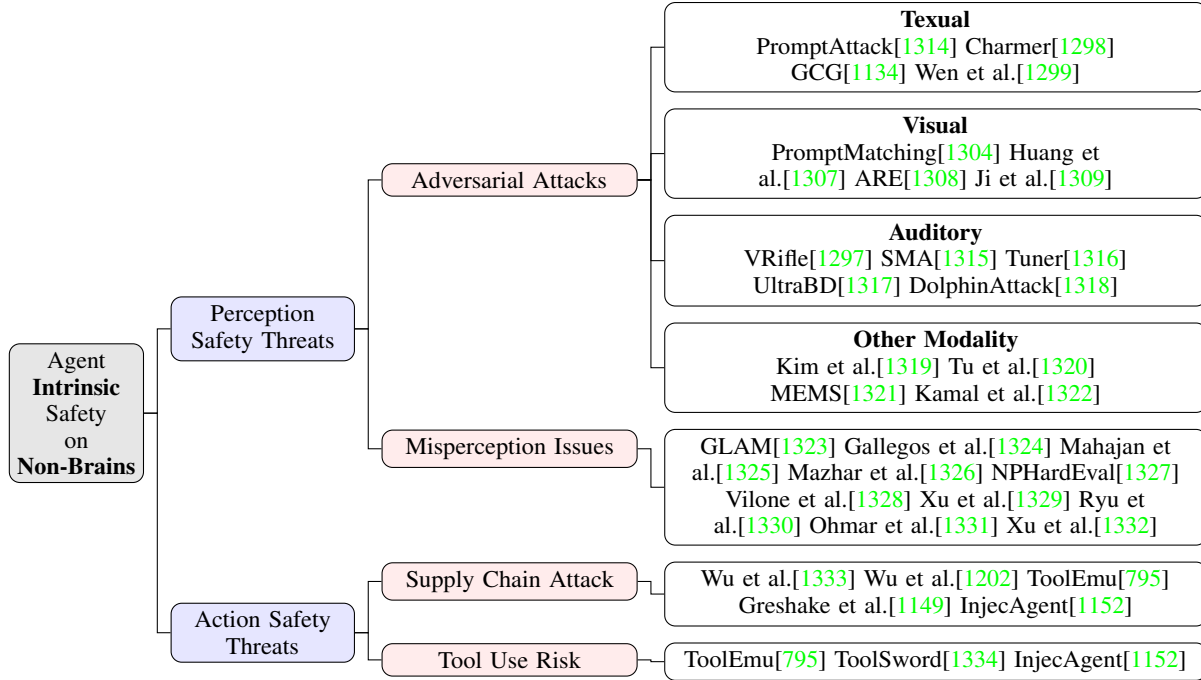 Agent
Intrinsic
Safety
on
Non-Brains
Perception
Safety Threats
Adversarial Attacks
Texual
PromptAttack[1314] Charmer[1298]
GCG[1134] Wen et al.[1299]
Visual
PromptMatching[1304] Huang et
al.[1307] ARE[1308] Ji et al.[1309]
Auditory
VRifle[1297] SMA[1315] Tuner[1316]
UltraBD[1317] DolphinAttack[1318]
Other Modality
Kim et al.[1319] Tu et al.[1320]
MEMS[1321] Kamal et al.[1322]
Misperception Issues
GLAM[1323] Gallegos et al.[1324] Mahajan et
al.[1325] Mazhar et al.[1326] NPHardEval[1327]
Vilone et al.[1328] Xu et al.[1329] Ryu et
al.[1330] Ohmar et al.[1331] Xu et al.[1332]
Action Safety
Threats
Supply Chain Attack
Wu et al.[1333] Wu et al.[1202] ToolEmu[795]
Greshake et al.[1149] InjecAgent[1152]
Tool Use Risk
ToolEmu[795] ToolSword[1334] InjecAgent[1152]